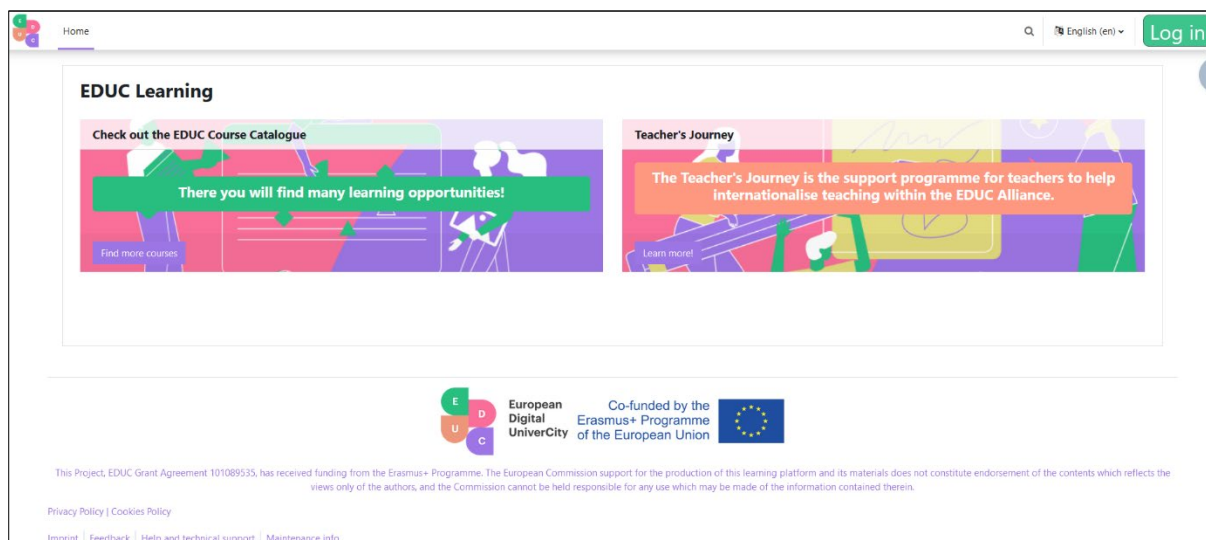 E D U C
Home
English (en)
Log in
EDUC Learning
Check out the EDUC Course Catalogue
There you will find many learning opportunities!
Find more courses
Teacher's Journey
The Teacher's Journey is the support programme for teachers to help
internationalise teaching within the EDUC Alliance.
Learn more!
E D U C
European
Digital
UniverCity
Co-funded by the
Erasmus+ Programme
of the European Union
This Project, EDUC Grant Agreement 101089535, has received funding from the Erasmus+ Programme. The European Commission support for the production of this learning platform and its materials does not constitute endorsement of the contents which reflects the
views only of the authors, and the Commission cannot be held responsible for any use which may be made of the information contained therein.
Privacy Policy | Cookies Policy
Imprint | Feedback | Help and technical support | Maintenance info